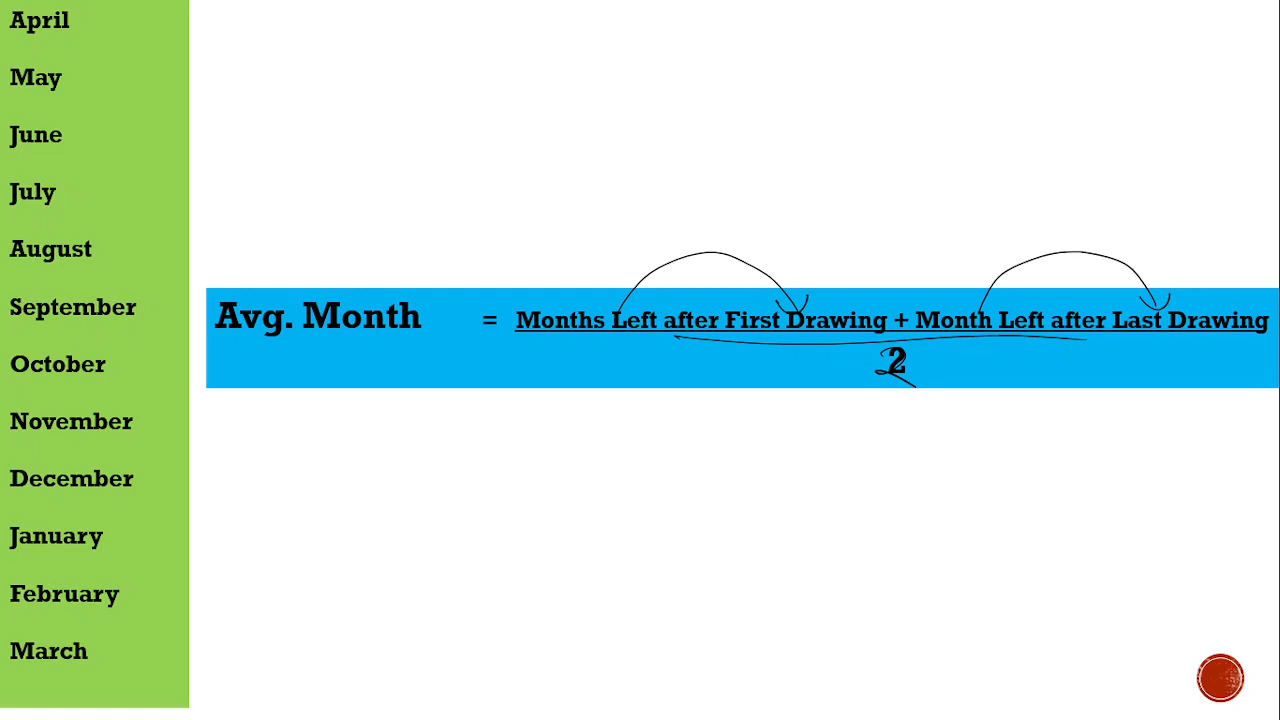 April
May
June
July
August
September
October
November
December
January
February
March
Avg. Month = Months Left after First Drawing + Month Left after Last Drawing
2